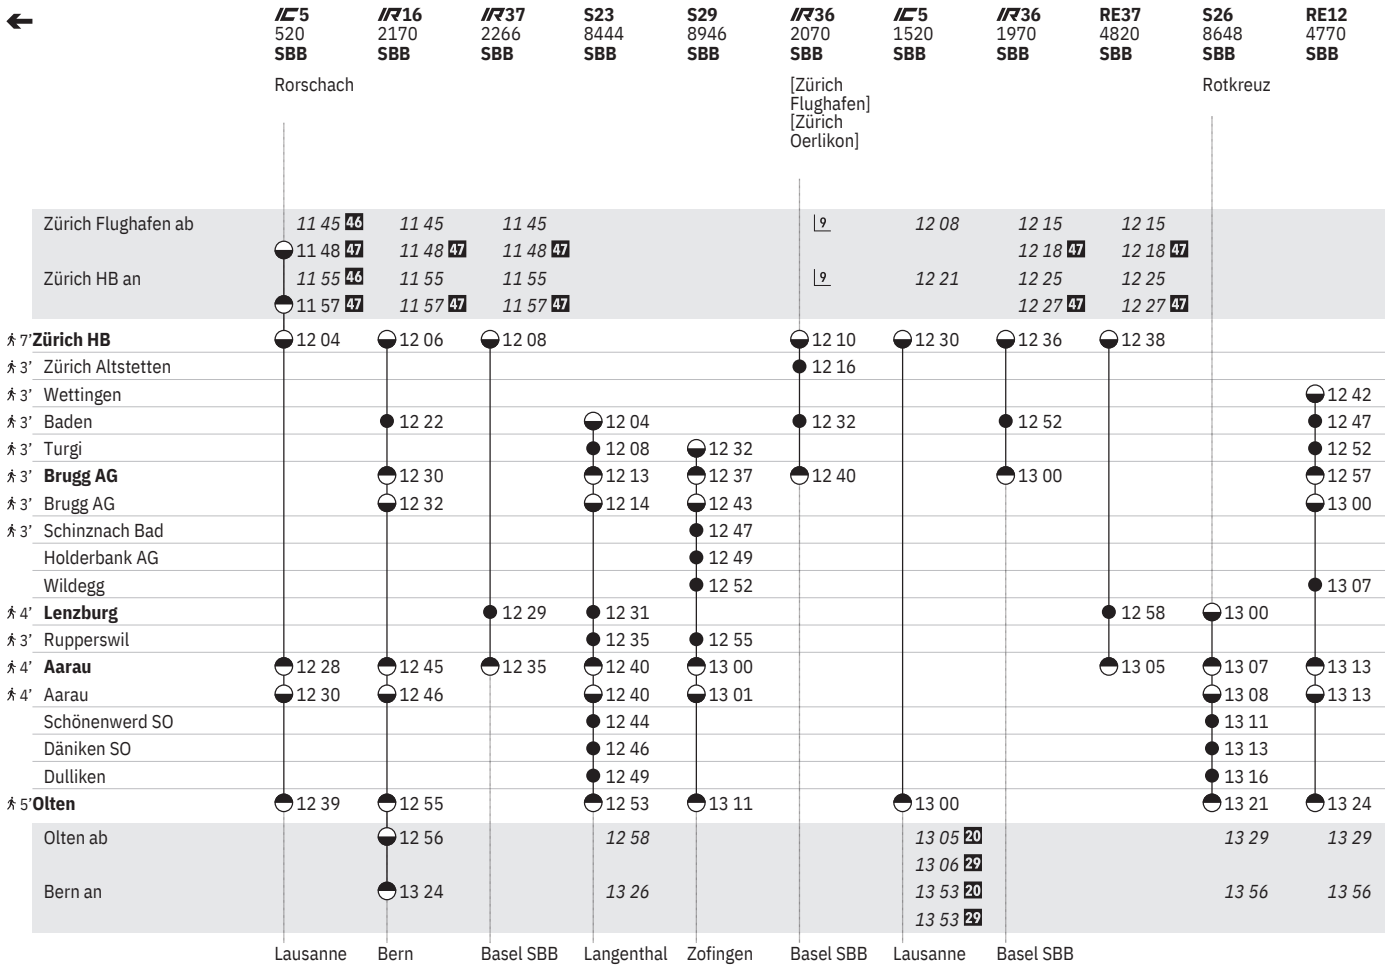 IC5 IR16 IR37 S23 S29 IR36 IC5 IR36 RE37 S26 RE12
520 2170 2266 8444 8946 2070 1520 1970 4820 8648 4770
SBB SBB SBB SBB SBB SBB SBB SBB SBB SBB SBB
Rorschach [Zürich Rotkreuz
Flughafen]
[Zürich
Oerlikon]
Zürich Flughafen ab 11 45 46 11 45 11 45 9 12 08 12 15 12 15
11 48 47 11 48 47 11 48 47 12 18 47 12 18 47
Zürich HB an 11 55 46 11 55 11 55 9 12 21 12 25 12 25
11 57 47 11 57 47 11 57 47 12 27 47 12 27 47
7’ Zürich HB 12 04 12 06 12 08 12 10 12 30 12 36 12 38
3’ Zürich Altstetten 12 16
3’ Wettingen 12 42
3’ Baden 12 22 12 04 12 32 12 52 12 47
3’ Turgi 12 08 12 32 12 52
3’ Brugg AG 12 30 12 13 12 37 12 40 13 00 12 57
3’ Brugg AG 12 32 12 14 12 43 13 00
3’ Schinznach Bad 12 47
Holderbank AG 12 49
Wildegg 12 52 13 07
4’ Lenzburg 12 29 12 31 12 58 13 00
3’ Rupperswil 12 35 12 55
4’ Aarau 12 28 12 45 12 35 12 40 13 00 13 05 13 07 13 13
4’ Aarau 12 30 12 46 12 40 13 01 13 08 13 13
Schönenwerd SO 12 44 13 11
Däniken SO 12 46 13 13
Dulliken 12 49 13 16
5’ Olten 12 39 12 55 12 53 13 11 13 00 13 21 13 24
Olten ab 12 56 12 58 13 05 20 13 29 13 29
13 06 29
Bern an 13 24 13 26 13 53 20 13 56 13 56
13 53 29
Lausanne Bern Basel SBB Langenthal Zofingen Basel SBB Lausanne Basel SBB